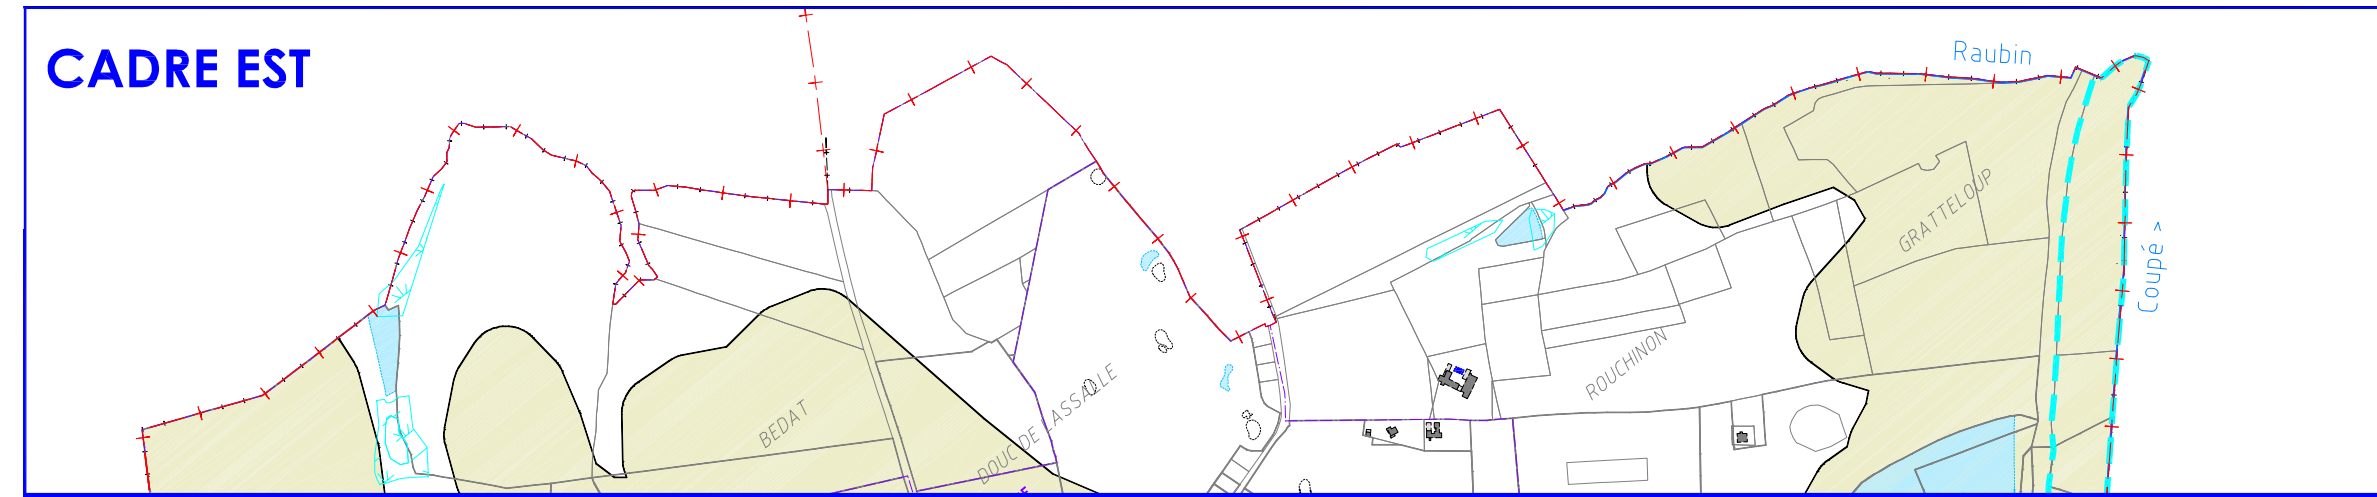 CADRE EST
Raubin
GRATTELOUP
Coupé >
ROUCHINON
BEDAT
DOUC DE LASSALLE